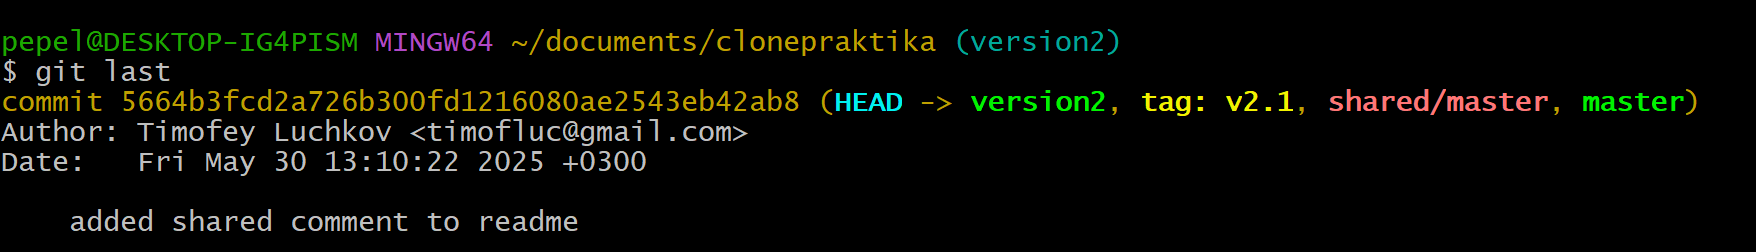 pepel@DESKTOP-IG4PISM MINGW64 ~/documents/clonepraktika (version2)
$ git last
commit 5664b3fcd2a726b300fd1216080ae2543eb42ab8 (HEAD -> version2, tag: v2.1, shared/master, master)
Author: Timofey Luchkov <timofluc@gmail.com>
Date:   Fri May 30 13:10:22 2025 +0300
    added shared comment to readme